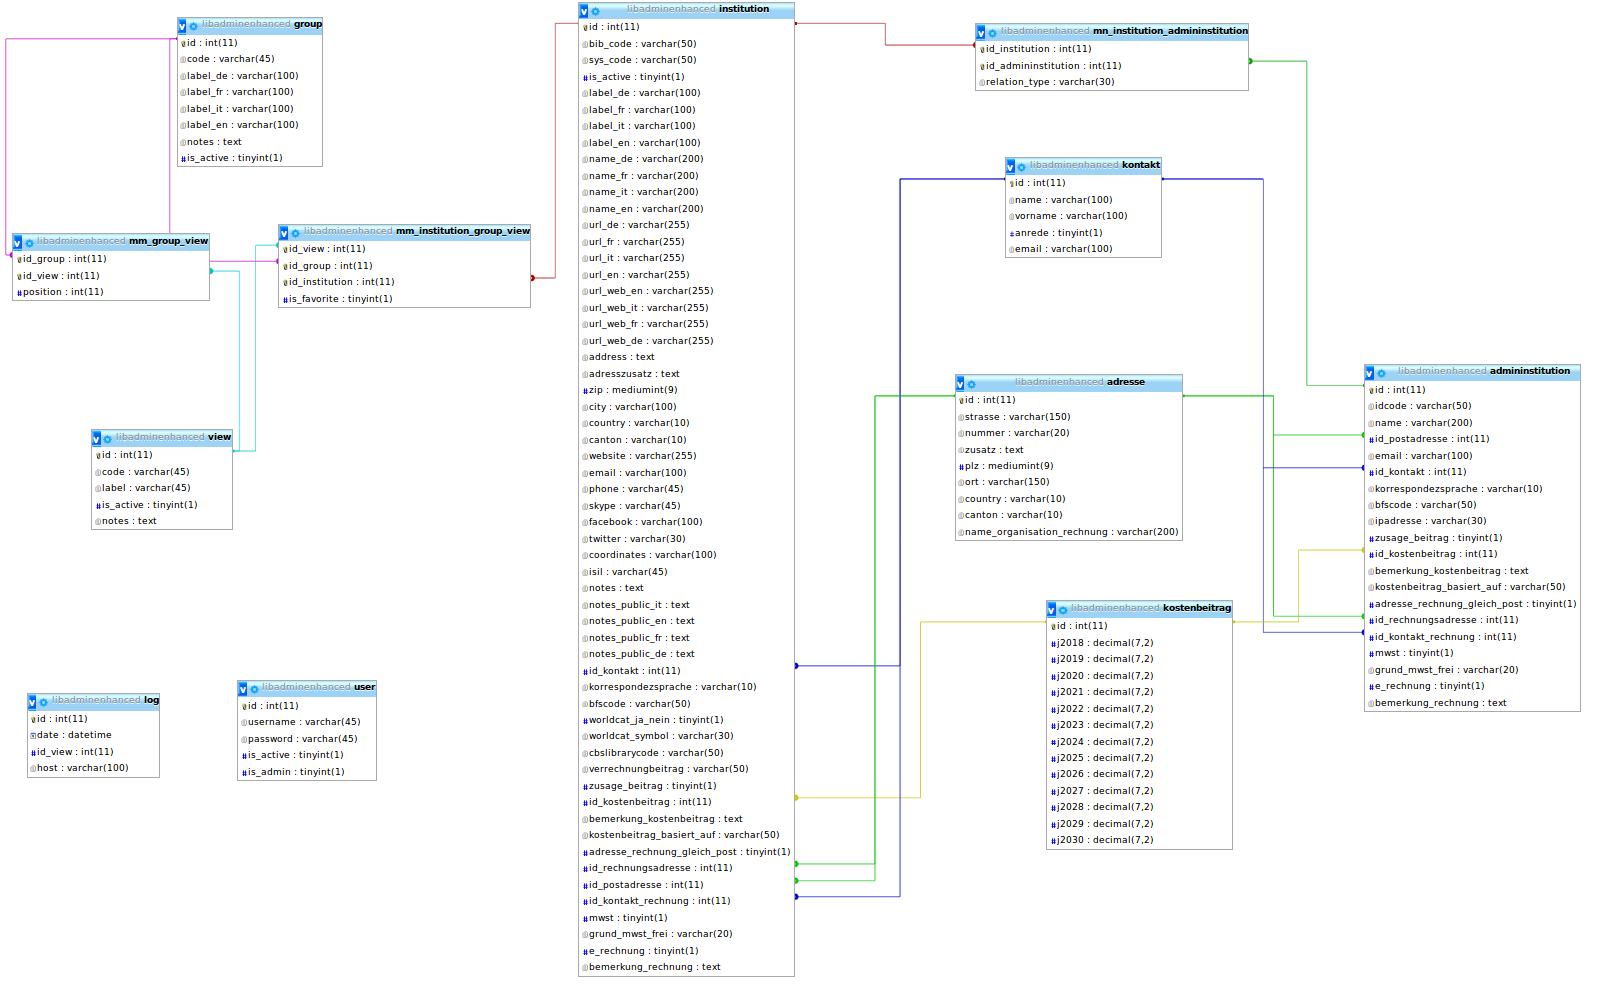 libadminenhanced group
id : int(11)
code : varchar(45)
label_de : varchar(100)
label_fr : varchar(100)
label_it : varchar(100)
label_en : varchar(100)
notes : text
#is_active : tinyint(1)
libadminenhanced mm_group_view
id_group : int(11)
id_view : int(11)
#position : int(11)
libadminenhanced mm_institution_group_view
id_view : int(11)
id_group : int(11)
id_institution : int(11)
#is_favorite : tinyint(1)
libadminenhanced view
id : int(11)
code : varchar(45)
label : varchar(45)
#is_active : tinyint(1)
notes : text
libadminenhanced log
id : int(11)
date : datetime
#id_view : int(11)
host : varchar(100)
libadminenhanced user
id : int(11)
username : varchar(45)
password : varchar(45)
#is_active : tinyint(1)
#is_admin : tinyint(1)
libadminenhanced institution
id : int(11)
bib_code : varchar(50)
sys_code : varchar(50)
#is_active : tinyint(1)
label_de : varchar(100)
label_fr : varchar(100)
label_it : varchar(100)
label_en : varchar(100)
name_de : varchar(200)
name_fr : varchar(200)
name_it : varchar(200)
name_en : varchar(200)
url_de : varchar(255)
url_fr : varchar(255)
url_it : varchar(255)
url_en : varchar(255)
url_web_en : varchar(255)
url_web_it : varchar(255)
url_web_fr : varchar(255)
url_web_de : varchar(255)
address : text
adresszusatz : text
#zip : mediumint(9)
city : varchar(100)
country : varchar(10)
canton : varchar(10)
website : varchar(255)
email : varchar(100)
phone : varchar(45)
skype : varchar(45)
facebook : varchar(100)
twitter : varchar(30)
coordinates : varchar(100)
isil : varchar(45)
notes : text
notes_public_it : text
notes_public_en : text
notes_public_fr : text
notes_public_de : text
#id_kontakt : int(11)
korrespondezsprache : varchar(10)
bfscode : varchar(50)
#worldcat_ja_nein : tinyint(1)
worldcat_symbol : varchar(30)
cbslibrarycode : varchar(50)
verrechnungbeitrag : varchar(50)
#zusage_beitrag : tinyint(1)
#id_kostenbeitrag : int(11)
bemerkung_kostenbeitrag : text
kostenbeitrag_basiert_auf : varchar(50)
#adresse_rechnung_gleich_post : tinyint(1)
#id_rechnungsadresse : int(11)
#id_postadresse : int(11)
#id_kontakt_rechnung : int(11)
#mwst : tinyint(1)
grund_mwst_frei : varchar(20)
#e_rechnung : tinyint(1)
bemerkung_rechnung : text
libadminenhanced mn_institution_admininstitution
id_institution : int(11)
id_admininstitution : int(11)
relation_type : varchar(30)
libadminenhanced kontakt
id : int(11)
name : varchar(100)
vorname : varchar(100)
#anrede : tinyint(1)
email : varchar(100)
libadminenhanced adresse
id : int(11)
strasse : varchar(150)
nummer : varchar(20)
zusatz : text
#plz : mediumint(9)
ort : varchar(150)
country : varchar(10)
canton : varchar(10)
name_organisation_rechnung : varchar(200)
libadminenhanced kostenbeitrag
id : int(11)
#j2018 : decimal(7,2)
#j2019 : decimal(7,2)
#j2020 : decimal(7,2)
#j2021 : decimal(7,2)
#j2022 : decimal(7,2)
#j2023 : decimal(7,2)
#j2024 : decimal(7,2)
#j2025 : decimal(7,2)
#j2026 : decimal(7,2)
#j2027 : decimal(7,2)
#j2028 : decimal(7,2)
#j2029 : decimal(7,2)
#j2030 : decimal(7,2)
libadminenhanced admininstitution
id : int(11)
idcode : varchar(50)
name : varchar(200)
#id_postadresse : int(11)
email : varchar(100)
#id_kontakt : int(11)
korrespondezsprache : varchar(10)
bfscode : varchar(50)
ipadresse : varchar(30)
#zusage_beitrag : tinyint(1)
#id_kostenbeitrag : int(11)
bemerkung_kostenbeitrag : text
kostenbeitrag_basiert_auf : varchar(50)
#adresse_rechnung_gleich_post : tinyint(1)
#id_rechnungsadresse : int(11)
#id_kontakt_rechnung : int(11)
#mwst : tinyint(1)
grund_mwst_frei : varchar(20)
#e_rechnung : tinyint(1)
bemerkung_rechnung : text